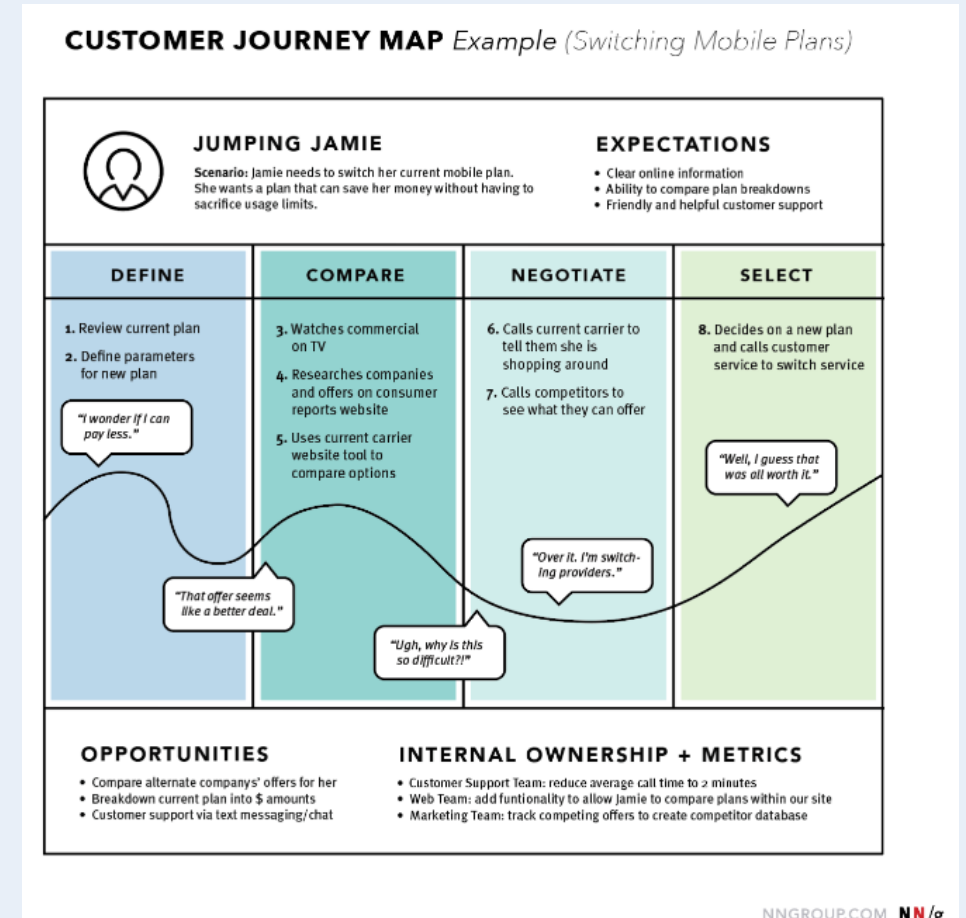 CUSTOMER JOURNEY MAP Example (Switching Mobile Plans)
JUMPING JAMIE
Scenario: Jamie needs to switch her current mobile plan.
She wants a plan that can save her money without having to
sacrifice usage limits.
EXPECTATIONS
• Clear online information
• Ability to compare plan breakdowns
• Friendly and helpful customer support
DEFINE
COMPARE
NEGOTIATE
SELECT
1. Review current plan
2. Define parameters
for new plan
"I wonder if I can
pay less."
3. Watches commercial
on TV
4. Researches companies
and offers on consumer
reports website
5. Uses current carrier
website tool to
compare options
"That offer seems
like a better deal."
6. Calls current carrier to
tell them she is
shopping around
7. Calls competitors to
see what they can offer
"Ugh, why is this
so difficult?!"
"Over it. I'm switch-
ing providers."
8. Decides on a new plan
and calls customer
service to switch service
"Well, I guess that
was all worth it."
OPPORTUNITIES
• Compare alternate companys' offers for her
• Breakdown current plan into $ amounts
• Customer support via text messaging/chat
INTERNAL OWNERSHIP + METRICS
• Customer Support Team: reduce average call time to 2 minutes
• Web Team: add funtionality to allow Jamie to compare plans within our site
• Marketing Team: track competing offers to create competitor database
NNGROUP.COM NN/g